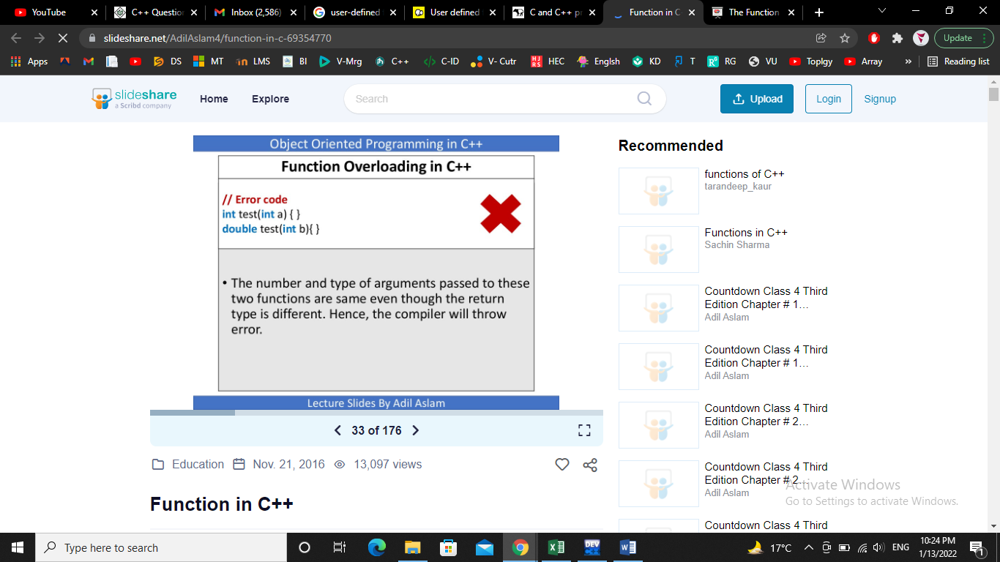 YouTube
C++ Question
Inbox (2,586)
user-defined
User defined
C and C++ pr
Function in C
The Function
slideshare.net/AdilAslam4/function-in-c-69354770
Update
Apps
DS
MT
LMS
BI
V-Mrg
C++
C-ID
V- Cutr
HEC
Englsh
KD
T
RG
VU
Toplgy
Array
»
Reading list
slideshare
a Scribd company
Home
Explore
Search
Upload
Login
Signup
Object Oriented Programming in C++
Function Overloading in C++
// Error code
int test(int a) { }
double test(int b){ }
• The number and type of arguments passed to these
two functions are same even though the return
type is different. Hence, the compiler will throw
error.
Lecture Slides By Adil Aslam
33 of 176
Education
Nov. 21, 2016
13,097 views
Function in C++
Recommended
functions of C++
tarandeep_kaur
Functions in C++
Sachin Sharma
Countdown Class 4 Third
Edition Chapter # 1...
Adil Aslam
Countdown Class 4 Third
Edition Chapter # 1...
Adil Aslam
Countdown Class 4 Third
Edition Chapter # 2...
Adil Aslam
Countdown Class 4 Third
Edition Chapter # 2...
Adil Aslam
Countdown Class 4 Third
Activate Windows
Go to Settings to activate Windows.
Type here to search
DEV
17°C
ENG
10:24 PM
1/13/2022
1